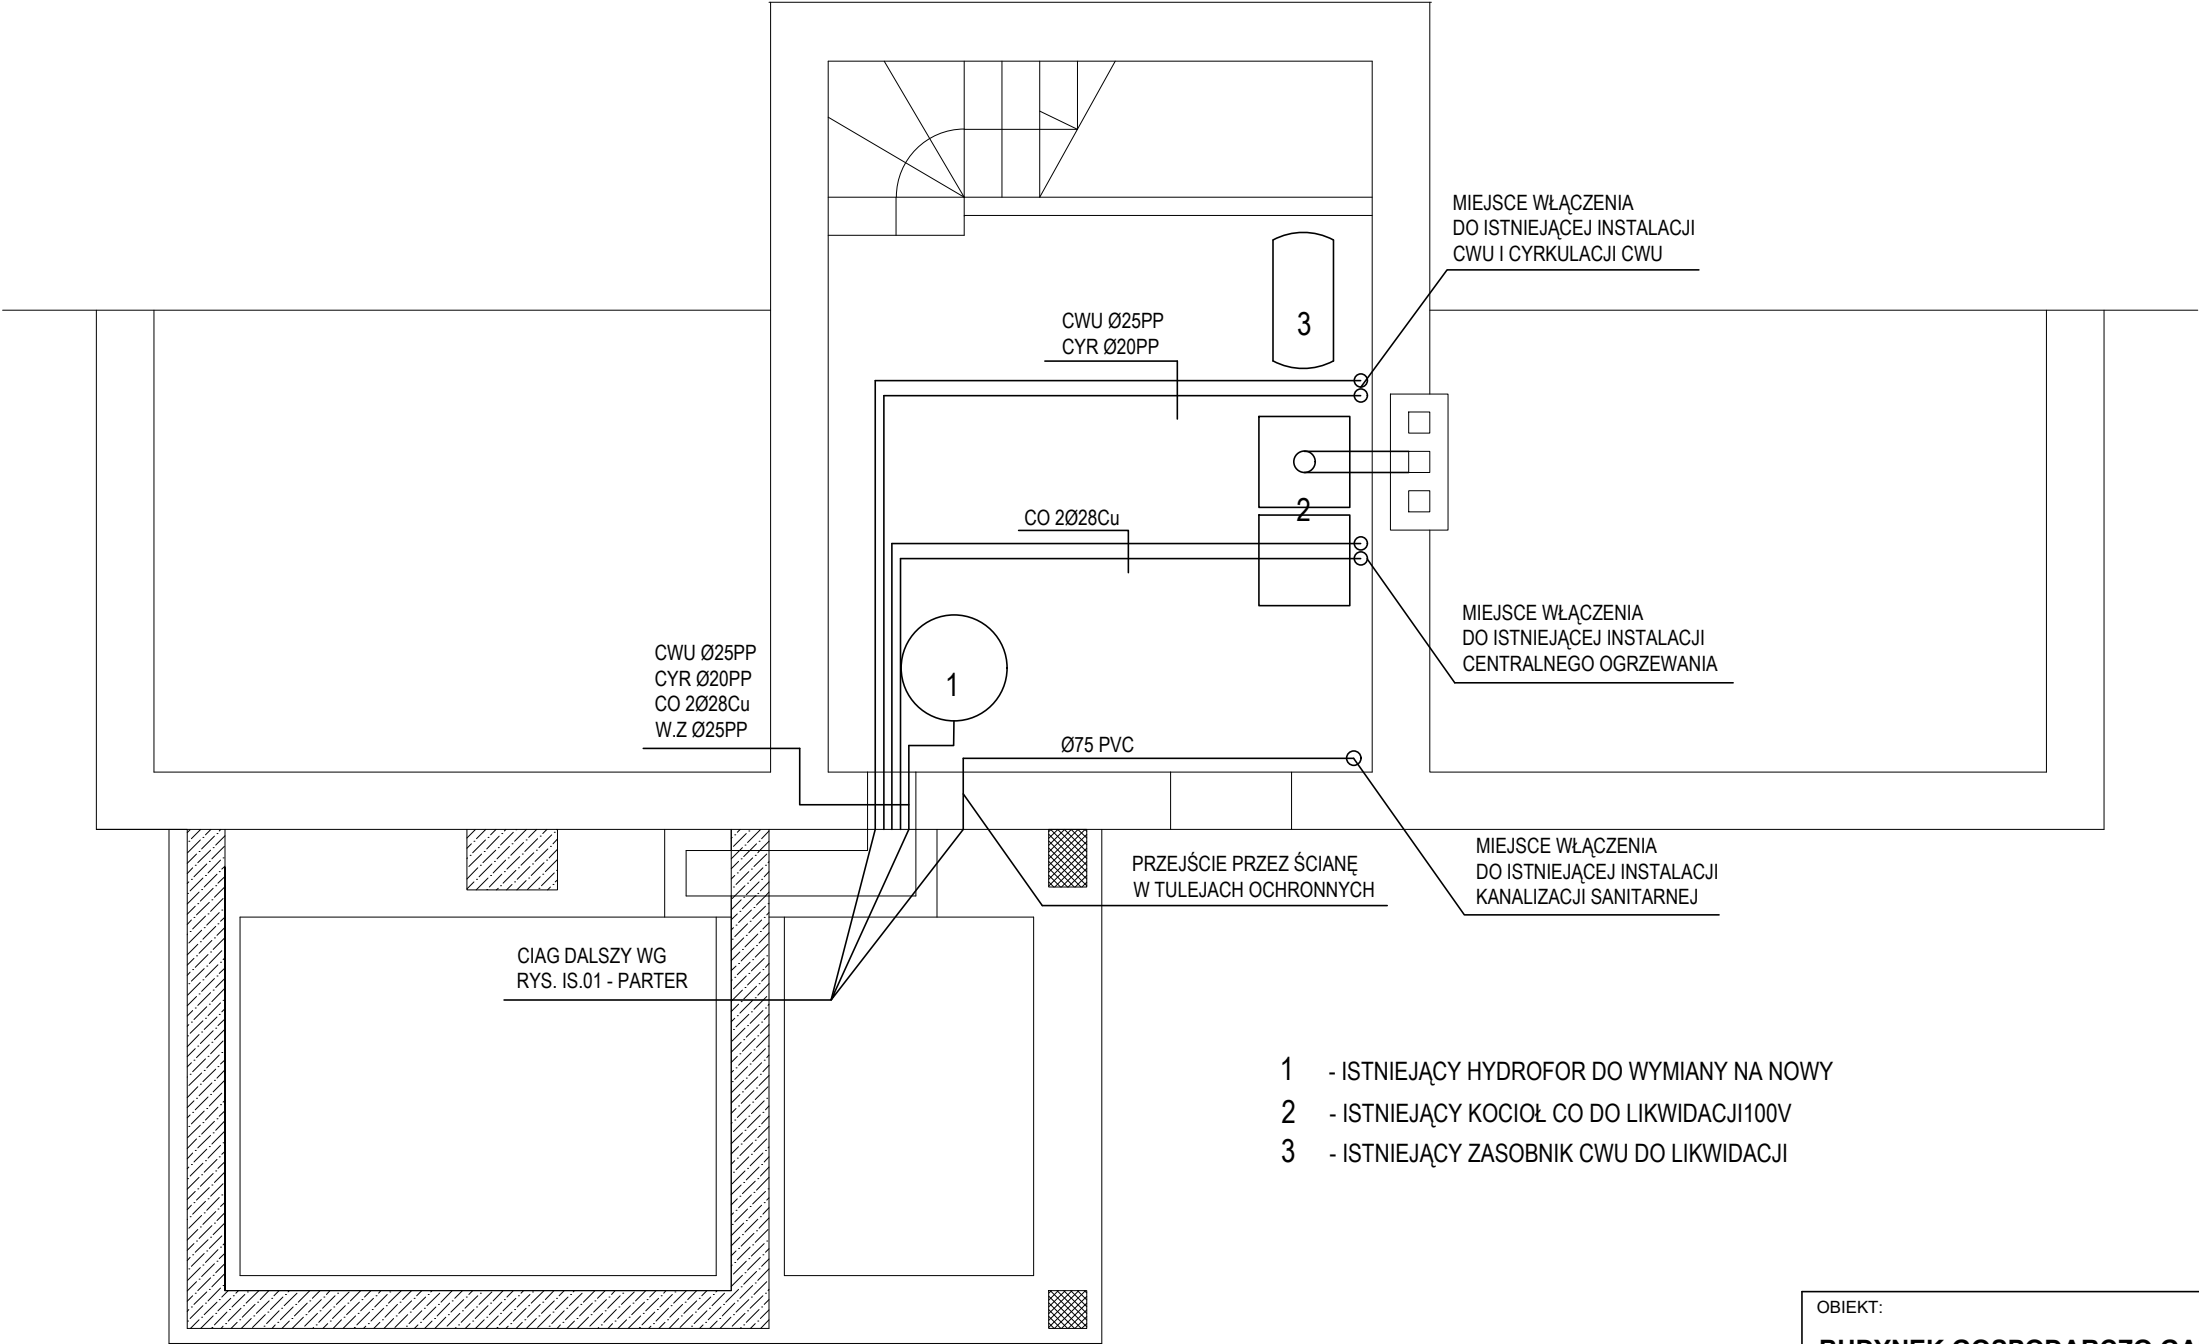 MIEJSCE WŁĄCZENIA
DO ISTNIEJĄCEJ INSTALACJI
CWU I CYRKULACJI CWU
CWU Ø25PP
CYR Ø20PP
3
2
CO 2Ø28Cu
MIEJSCE WŁĄCZENIA
DO ISTNIEJĄCEJ INSTALACJI
CENTRALNEGO OGRZEWANIA
CWU Ø25PP
CYR Ø20PP
CO 2Ø28Cu
W.Z Ø25PP
1
Ø75 PVC
MIEJSCE WŁĄCZENIA
DO ISTNIEJĄCEJ INSTALACJI
KANALIZACJI SANITARNEJ
PRZEJŚCIE PRZEZ ŚCIANĘ
W TULEJACH OCHRONNYCH
CIAG DALSZY WG
RYS. IS.01 - PARTER
1 - ISTNIEJĄCY HYDROFOR DO WYMIANY NA NOWY
2 - ISTNIEJĄCY KOCIOŁ CO DO LIKWIDACJI100V
3 - ISTNIEJĄCY ZASOBNIK CWU DO LIKWIDACJI
OBIEKT:
BUDYNEK GOSPODARCZO